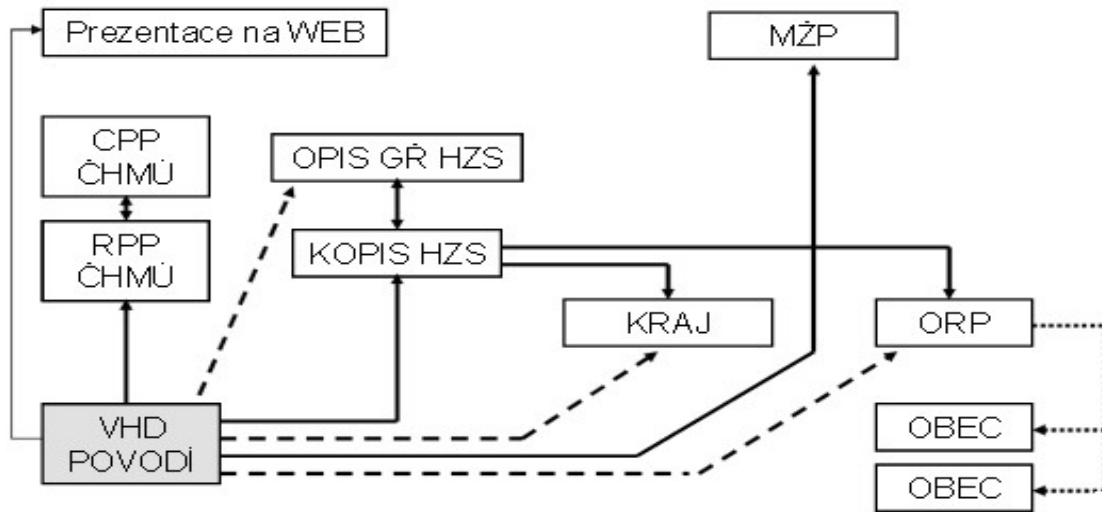 Prezentace na WEB
MŽP
CPP
ČHMÚ
OPIS GŘ HZS
RPP
ČHMÚ
KOPIS HZS
KRAJ
ORP
VHD
POVODÍ
OBEC
OBEC